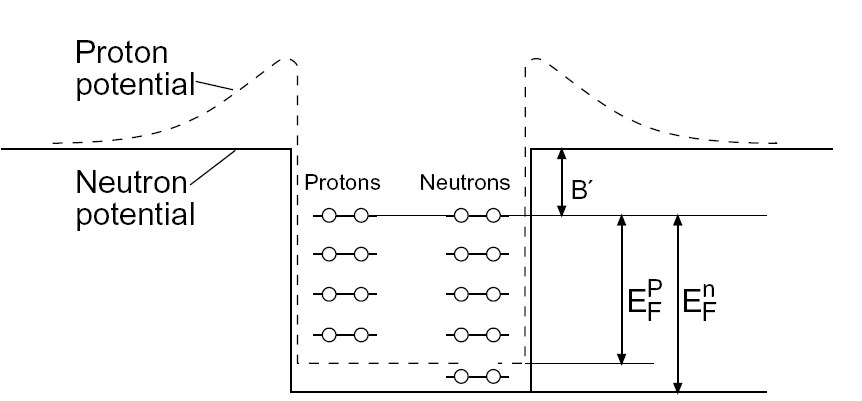 Proton
potential
Neutron
potential
Protons
Neutrons
B′
E_F^P
E_F^n